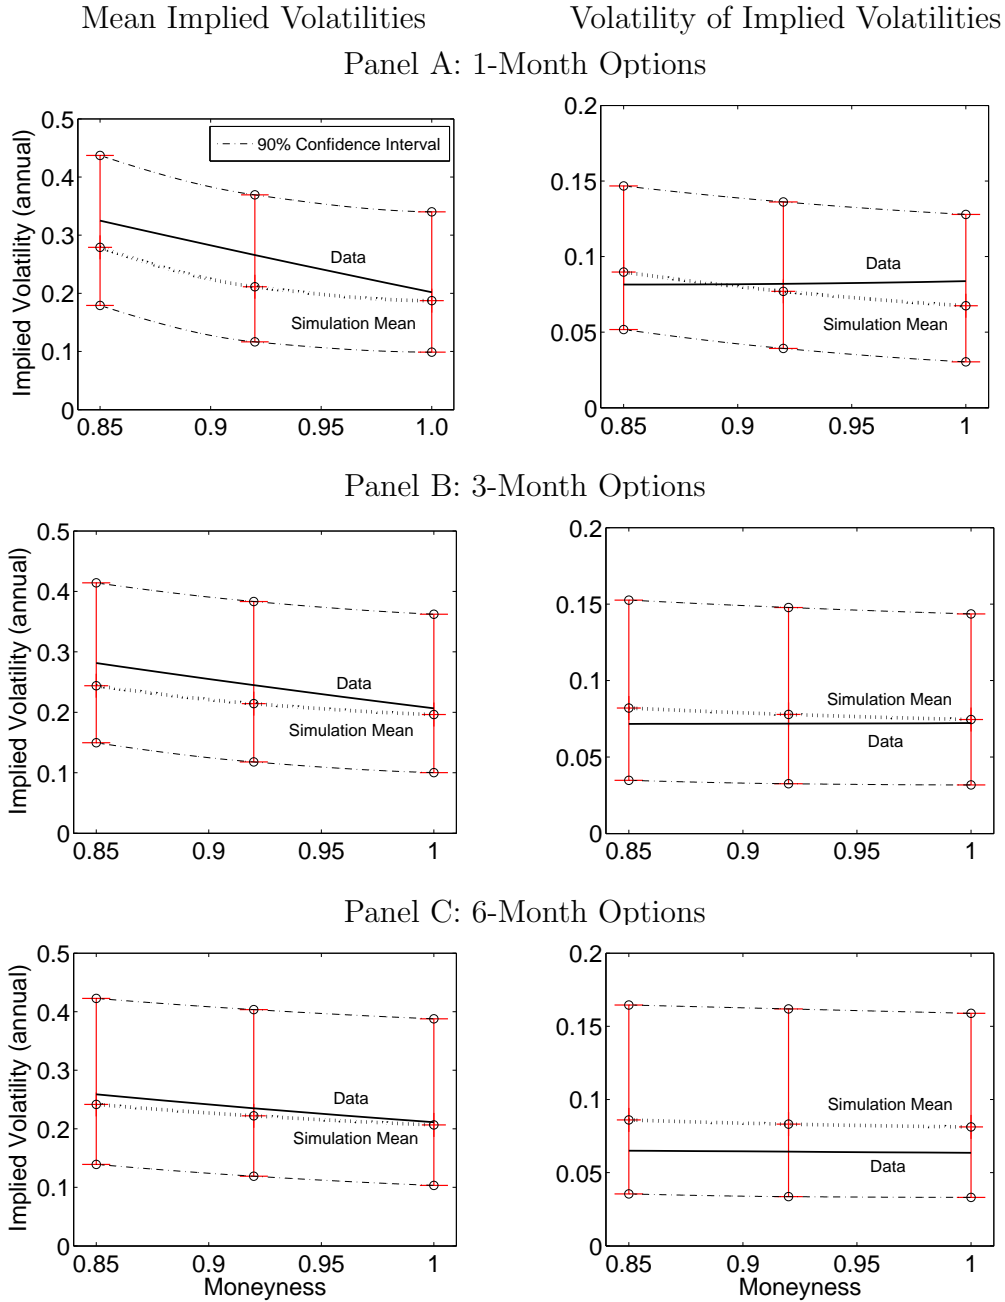 Mean Implied Volatilities
Volatility of Implied Volatilities
Panel A: 1-Month Options
Implied Volatility (annual)
0.5
0.4
0.3
0.2
0.1
0
90% Confidence Interval
Data
Simulation Mean
0.85
0.9
0.95
1.0
0.2
0.15
0.1
0.05
0
Data
Simulation Mean
0.85
0.9
0.95
1
Panel B: 3-Month Options
Implied Volatility (annual)
0.5
0.4
0.3
0.2
0.1
0
Data
Simulation Mean
0.85
0.9
0.95
1
0.2
0.15
0.1
0.05
0
Simulation Mean
Data
0.85
0.9
0.95
1
Panel C: 6-Month Options
Implied Volatility (annual)
0.5
0.4
0.3
0.2
0.1
0
Data
Simulation Mean
0.85
0.9
0.95
1
Moneyness
0.2
0.15
0.1
0.05
0
Simulation Mean
Data
0.85
0.9
0.95
1
Moneyness